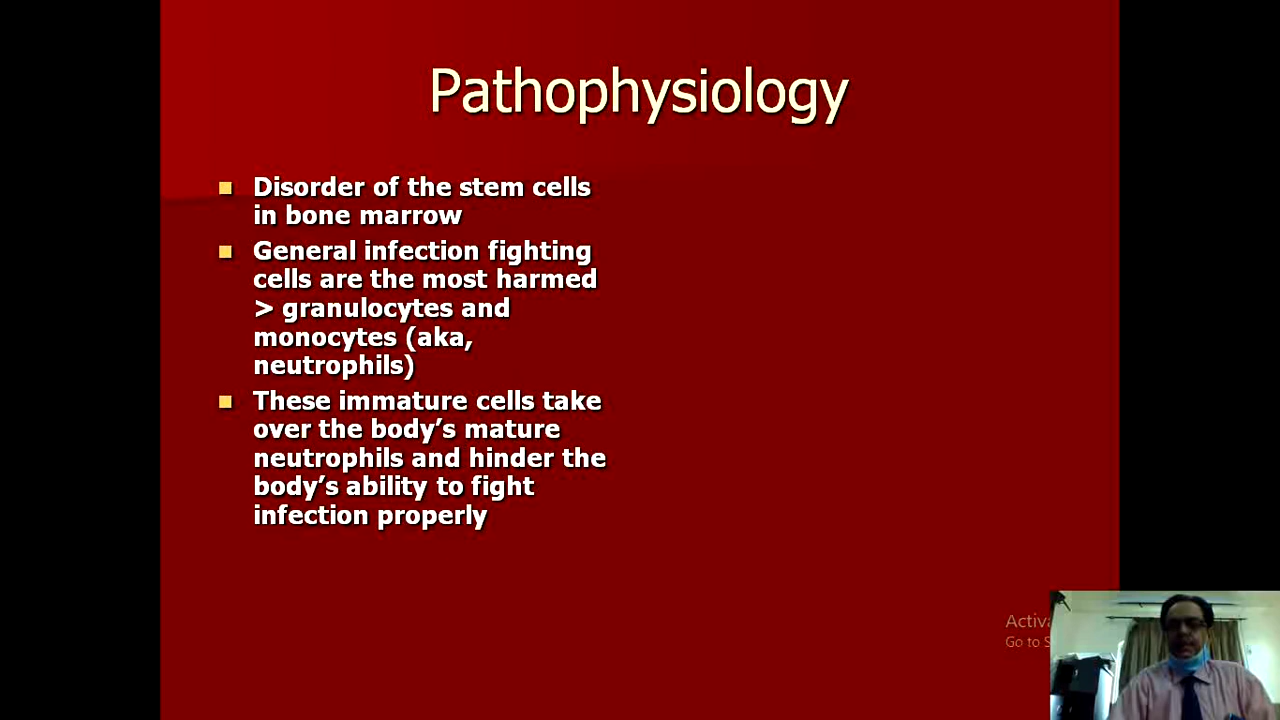 Pathophysiology
Disorder of the stem cells
in bone marrow
General infection fighting
cells are the most harmed
> granulocytes and
monocytes (aka,
neutrophils)
These immature cells take
over the body’s mature
neutrophils and hinder the
body’s ability to fight
infection properly
Activ
Go to S